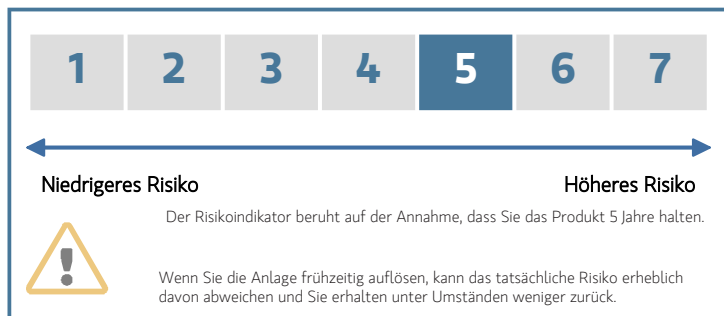 1 2 3 4 5 6 7
Niedrigeres Risiko Höheres Risiko
Der Risikoindikator beruht auf der Annahme, dass Sie das Produkt 5 Jahre halten.
Wenn Sie die Anlage frühzeitig auflösen, kann das tatsächliche Risiko erheblich
davon abweichen und Sie erhalten unter Umständen weniger zurück.